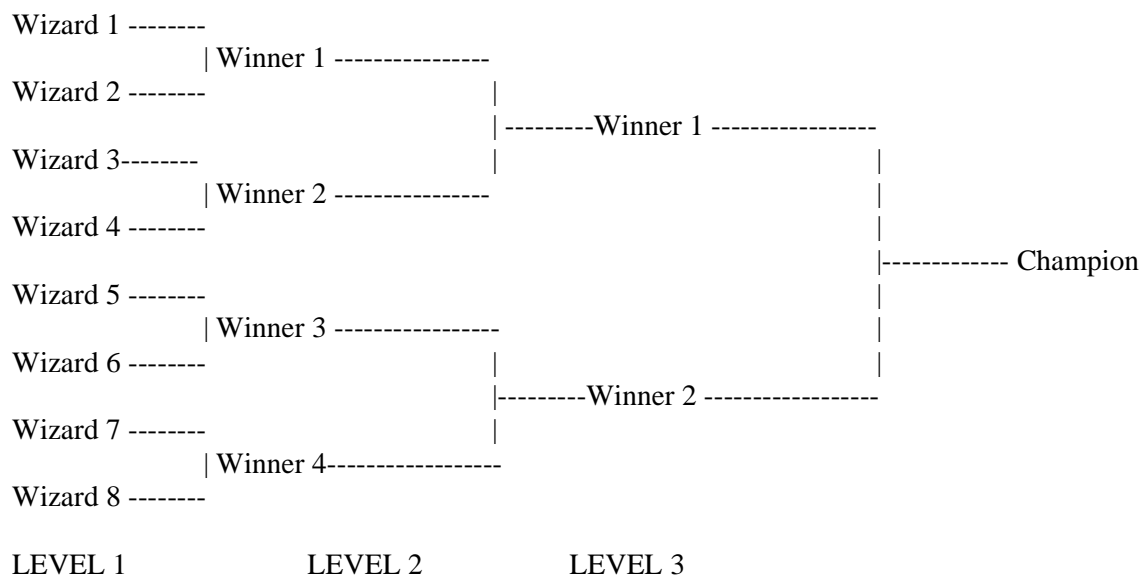 Wizard 1 --------
| Winner 1 ----------------
Wizard 2 -------- |
| ---------Winner 1 -----------------
Wizard 3-------- | |
| Winner 2 ---------------- |
Wizard 4 -------- |
|------------- Champion
Wizard 5 -------- |
| Winner 3 ----------------- |
Wizard 6 -------- | |
|---------Winner 2 ------------------
Wizard 7 -------- |
| Winner 4------------------
Wizard 8 --------
LEVEL 1 LEVEL 2 LEVEL 3